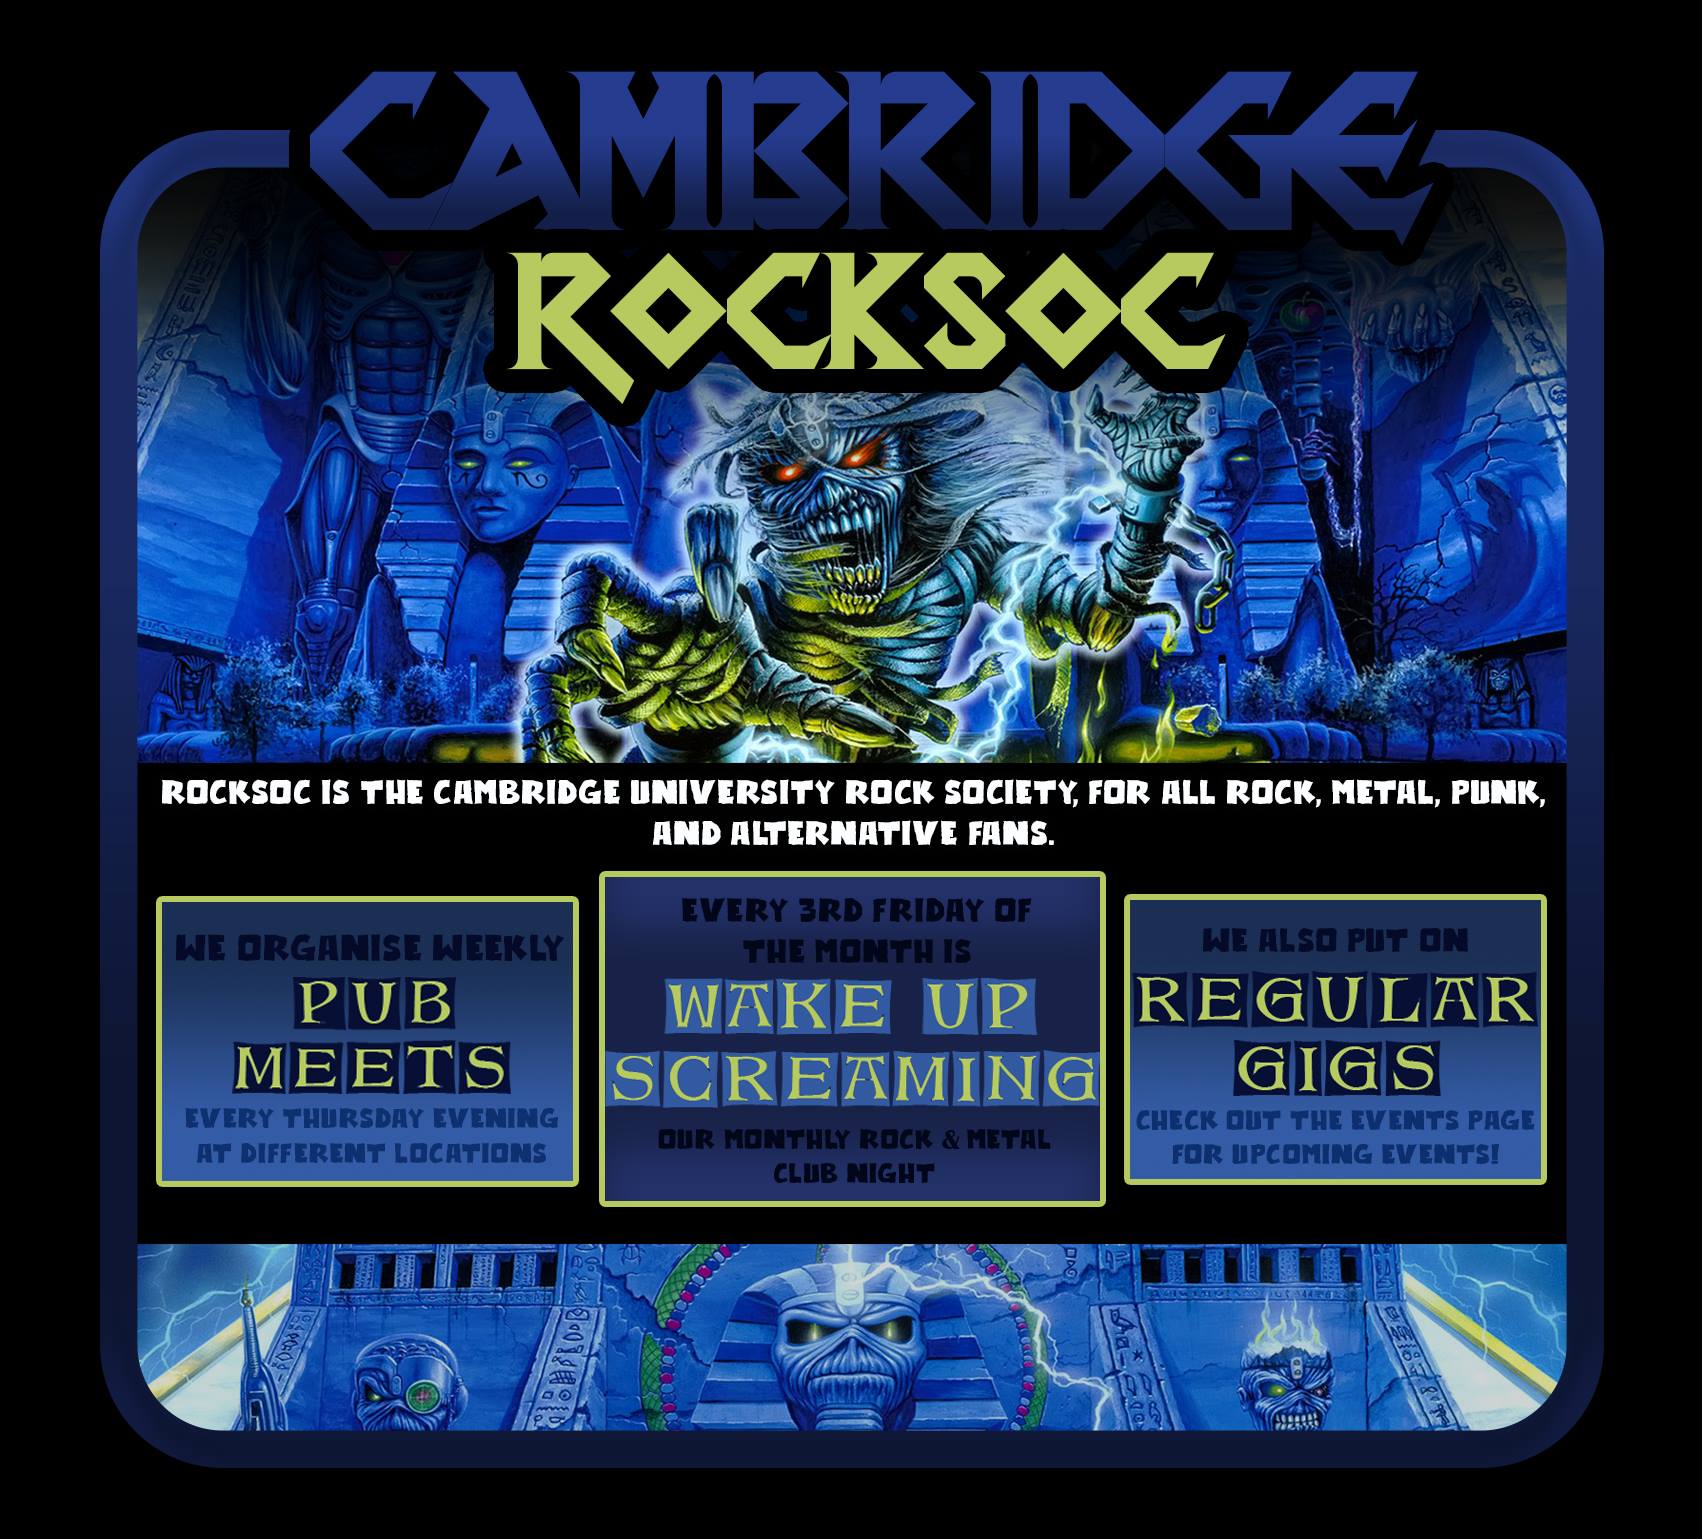 CAMBRIDGE
ROCKSOC
ROCKSOC IS THE CAMBRIDGE UNIVERSITY ROCK SOCIETY, FOR ALL ROCK, METAL, PUNK,
AND ALTERNATIVE FANS.
WE ORGANISE WEEKLY
PUB
MEETS
EVERY THURSDAY EVENING
AT DIFFERENT LOCATIONS
EVERY 3RD FRIDAY OF
THE MONTH IS
WAKE UP
SCREAMING
OUR MONTHLY ROCK & METAL
CLUB NIGHT
WE ALSO PUT ON
REGULAR
GIGS
CHECK OUT THE EVENTS PAGE
FOR UPCOMING EVENTS!